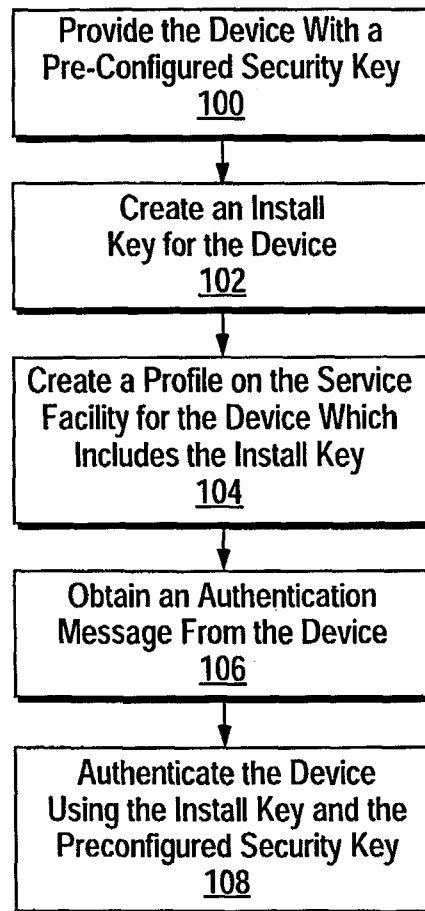 Provide the Device With a
Pre-Configured Security Key
100
Create an Install
Key for the Device
102
Create a Profile on the Service
Facility for the Device Which
Includes the Install Key
104
Obtain an Authentication
Message From the Device
106
Authenticate the Device
Using the Install Key and the
Preconfigured Security Key
108